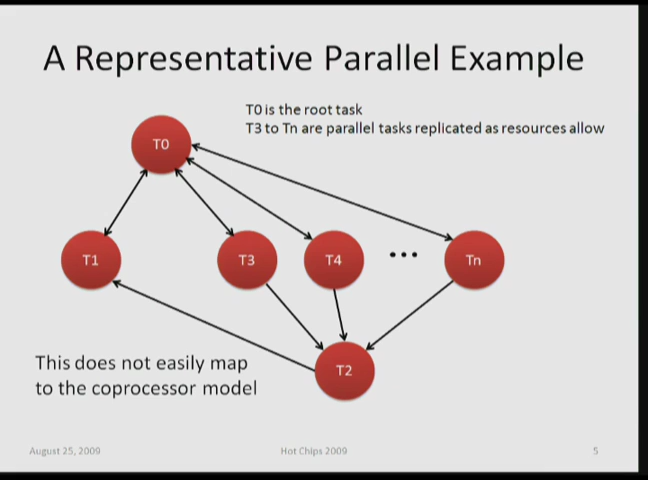 A Representative Parallel Example
T0 is the root task
T3 to Tn are parallel tasks replicated as resources allow
T0
T1
T3
T4
•••
Tn
T2
This does not easily map
to the coprocessor model
August 25, 2009
Hot Chips 2009
5